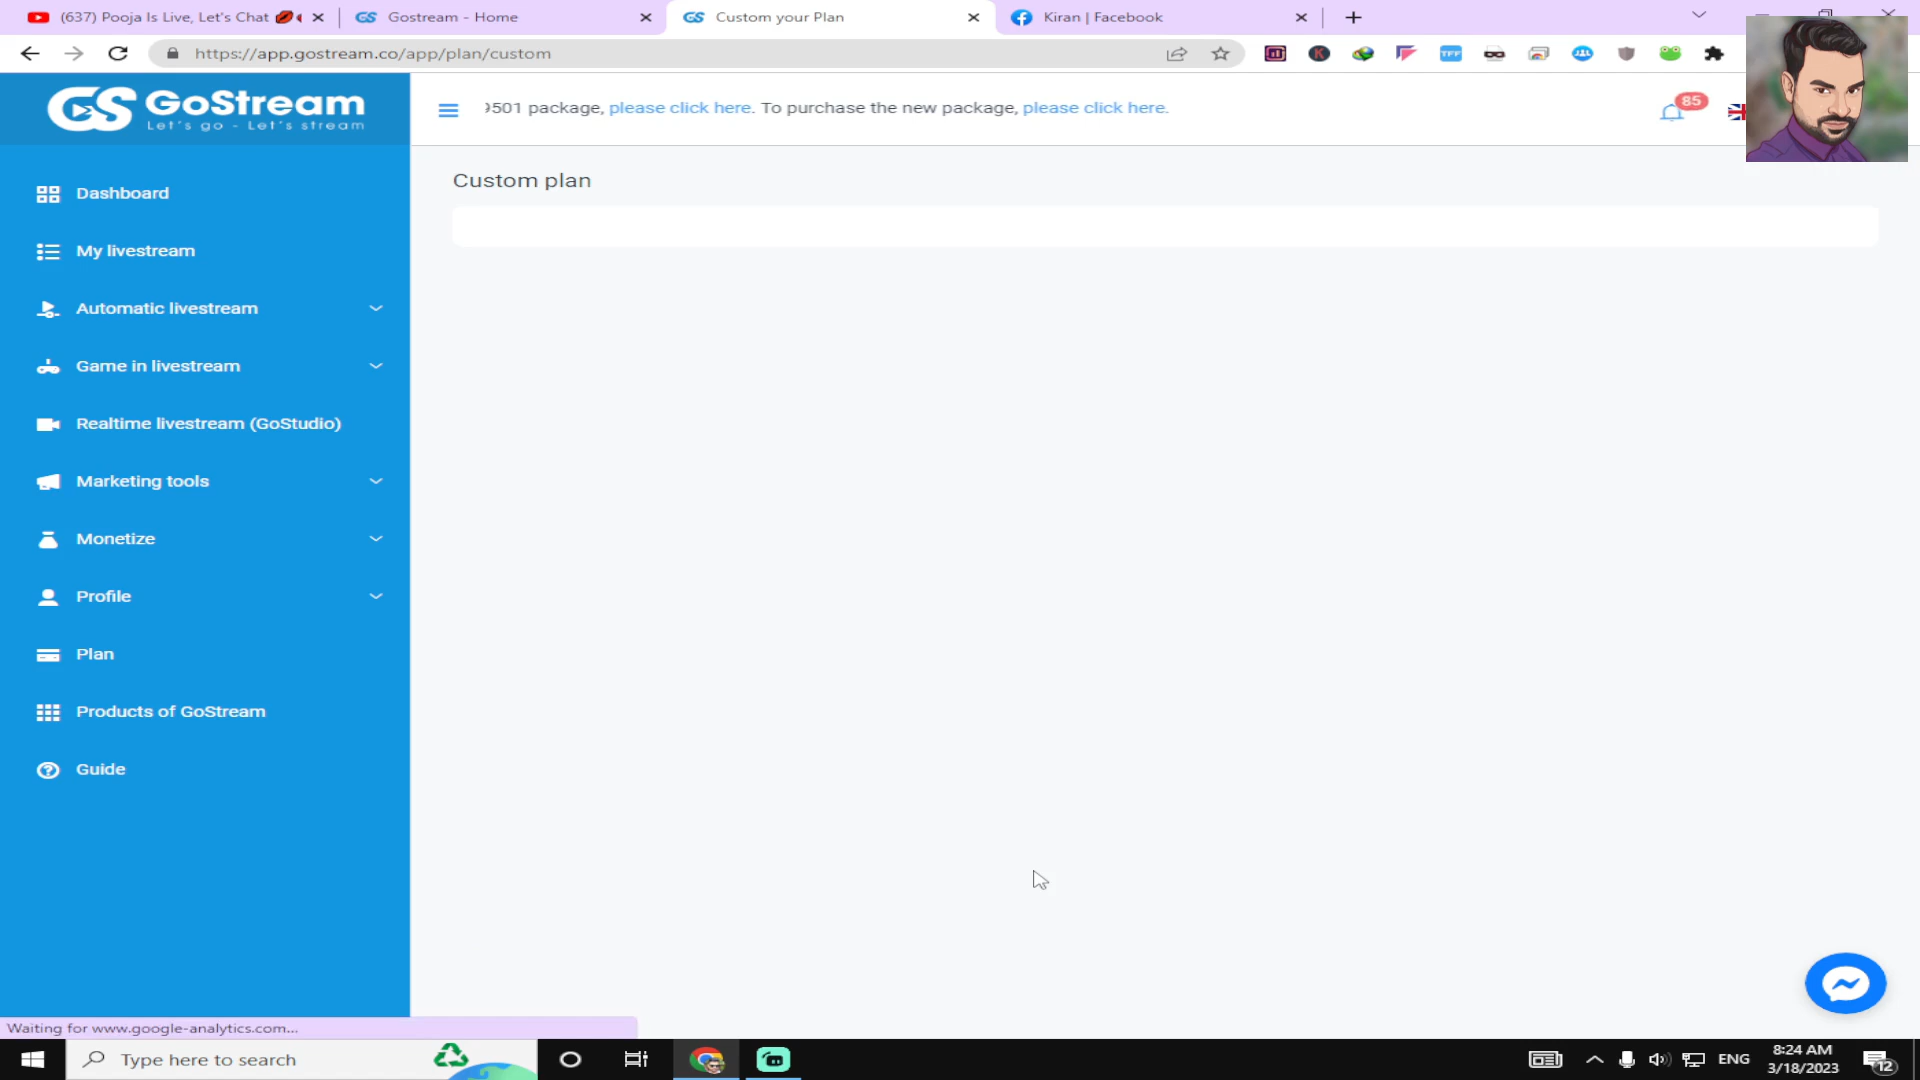 (637) Pooja Is Live, Let's Chat
Gostream - Home
Custom your Plan
Kiran | Facebook
https://app.gostream.co/app/plan/custom
GS GoStream
Let's go - Let's stream
501 package, please click here. To purchase the new package, please click here.
85
Custom plan
Dashboard
My livestream
Automatic livestream
Game in livestream
Realtime livestream (GoStudio)
Marketing tools
Monetize
Profile
Plan
Products of GoStream
Guide
Waiting for www.google-analytics.com...
Type here to search
ENG
8:24 AM
3/18/2023
12